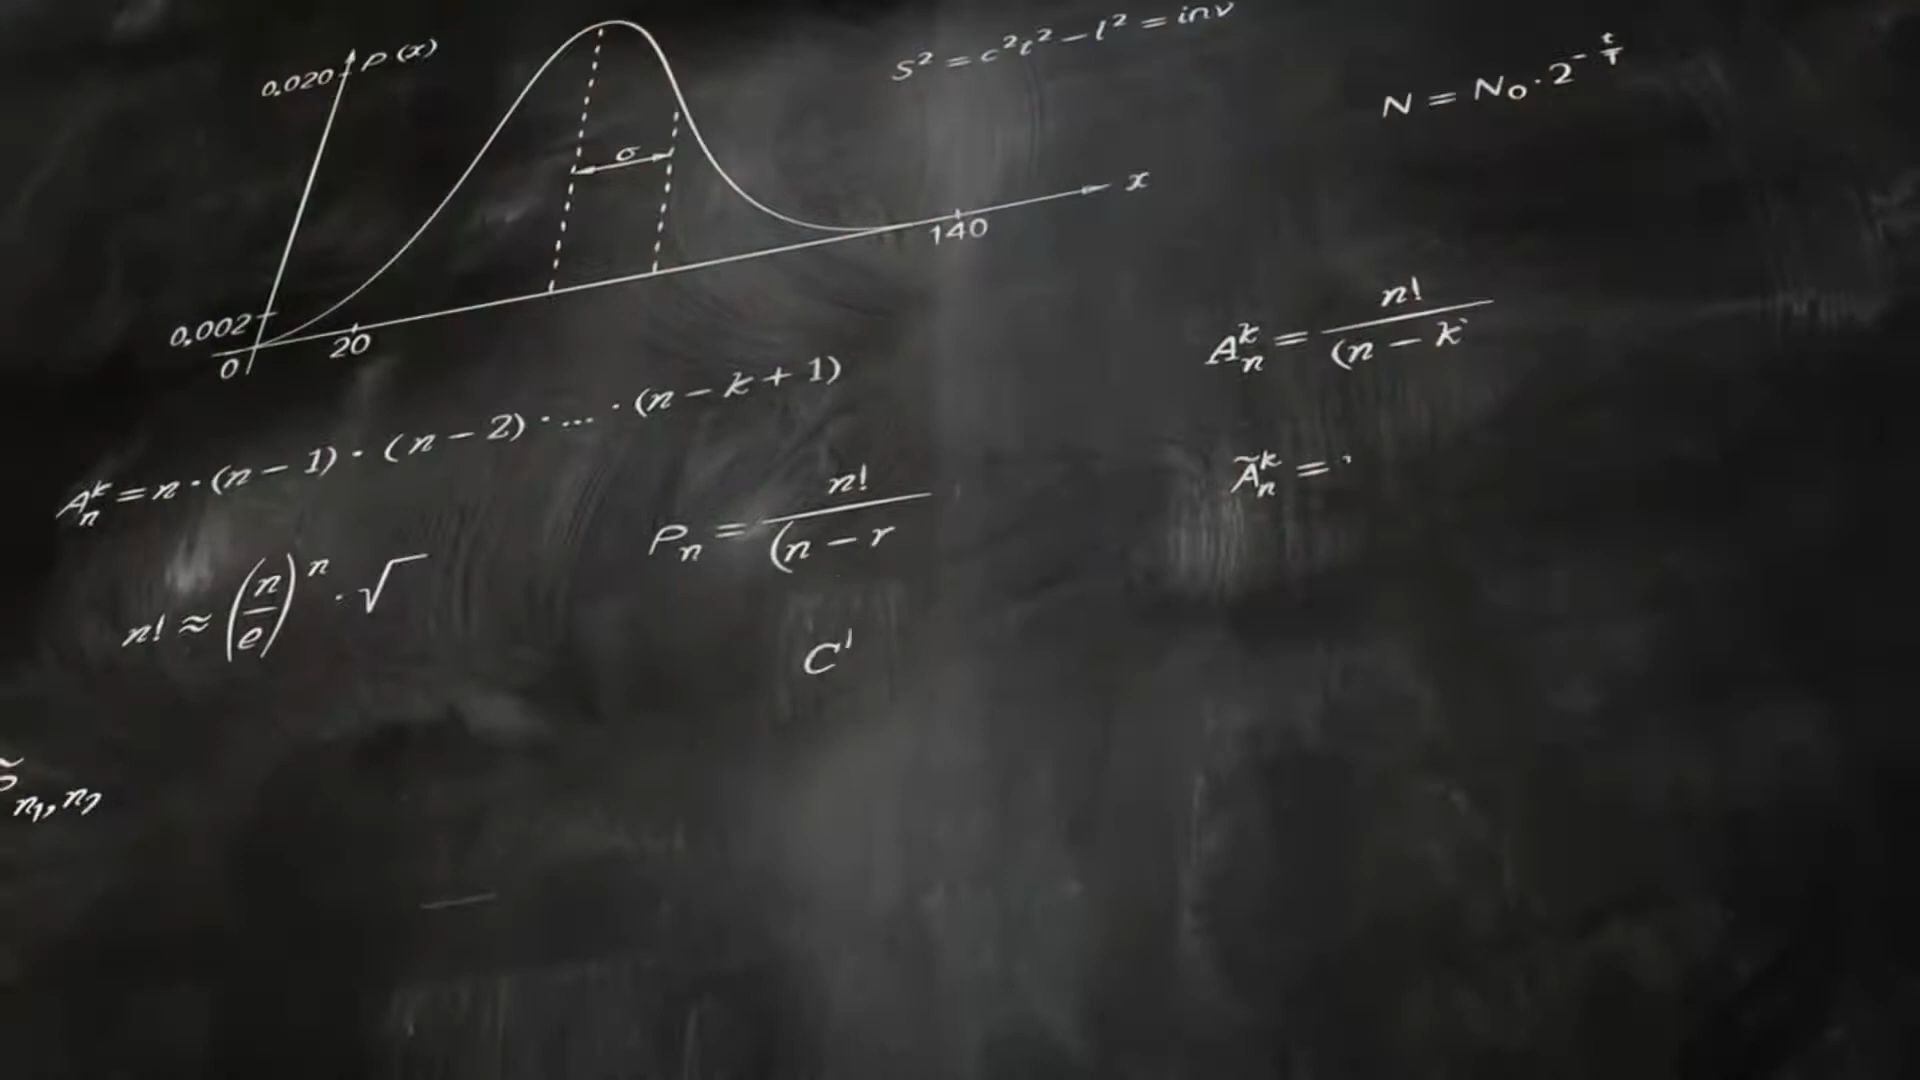 0.020 P (x)
S² = c²t² – l² = inv
N = N₀ · 2^(–t/T)
σ
x
140
0.002
0
20
Aₙᵏ = n · (n – 1) · (n – 2) · ... · (n – k + 1)
Aₙᵏ = n! / (n – k
Ãₙᵏ =
Pₙ = n! / (n – r
n! ≈ (n/e)ⁿ · √
C
n₁, n